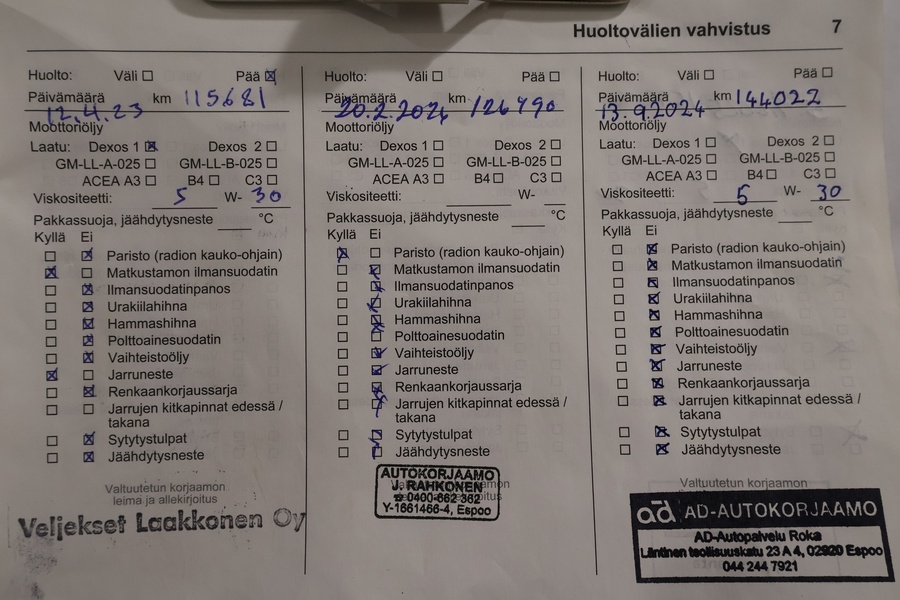 Huoltovälien vahvistus 7
Huolto: Väli ☐ Pää ☒
Päivämäärä 12.4.23 km 115681
Moottoriöljy
Laatu: Dexos 1 ☒ Dexos 2 ☐
GM-LL-A-025 ☐ GM-LL-B-025 ☐
ACEA A3 ☐ B4 ☐ C3 ☐
Viskositeetti: 5 W- 30
Pakkassuoja, jäähdytysneste °C
Kyllä Ei
☐ ☒ Paristo (radion kauko-ohjain)
☒ ☐ Matkustamon ilmansuodatin
☐ ☒ Ilmansuodatinpanos
☐ ☒ Urakiilahihna
☐ ☒ Hammashihna
☐ ☒ Polttoainesuodatin
☐ ☒ Vaihteistoöljy
☒ ☐ Jarruneste
☐ ☒ Renkaankorjaussarja
☐ ☐ Jarrujen kitkapinnat edessä /
takana
☐ ☒ Sytytystulpat
☐ ☒ Jäähdytysneste
Valtuutetun korjaamon
leima ja allekirjoitus
Veljekset Laakkonen Oy
Huolto: Väli ☐ Pää ☐
Päivämäärä 20.2.2024 km 126790
Moottoriöljy
Laatu: Dexos 1 ☐ Dexos 2 ☐
GM-LL-A-025 ☐ GM-LL-B-025 ☐
ACEA A3 ☐ B4 ☐ C3 ☐
Viskositeetti: W-
Pakkassuoja, jäähdytysneste °C
Kyllä Ei
☒ ☐ Paristo (radion kauko-ohjain)
☐ ☒ Matkustamon ilmansuodatin
☐ ☒ Ilmansuodatinpanos
☐ ☒ Urakiilahihna
☐ ☒ Hammashihna
☐ ☐ Polttoainesuodatin
☐ ☒ Vaihteistoöljy
☐ ☒ Jarruneste
☐ ☒ Renkaankorjaussarja
☐ ☒ Jarrujen kitkapinnat edessä /
takana
☐ ☒ Sytytystulpat
☐ ☒ Jäähdytysneste
AUTOKORJAAMO
J. RAHKONEN
☎ 0400-662 362
Y-1661466-4, Espoo
Huolto: Väli ☐ Pää ☐
Päivämäärä 13.9.2024 km 144022
Moottoriöljy
Laatu: Dexos 1 ☐ Dexos 2 ☐
GM-LL-A-025 ☐ GM-LL-B-025 ☐
ACEA A3 ☐ B4 ☐ C3 ☐
Viskositeetti: 5 W- 30
Pakkassuoja, jäähdytysneste °C
Kyllä Ei
☐ ☒ Paristo (radion kauko-ohjain)
☐ ☒ Matkustamon ilmansuodatin
☐ ☒ Ilmansuodatinpanos
☐ ☒ Urakiilahihna
☐ ☒ Hammashihna
☐ ☒ Polttoainesuodatin
☐ ☒ Vaihteistoöljy
☐ ☒ Jarruneste
☐ ☒ Renkaankorjaussarja
☐ ☒ Jarrujen kitkapinnat edessä /
takana
☐ ☒ Sytytystulpat
☐ ☒ Jäähdytysneste
Valtuutetun korjaamon
ad AD-AUTOKORJAAMO
AD-Autopalvelu Roka
Läntinen teollisuuskatu 23 A 4, 02920 Espoo
044 244 7921